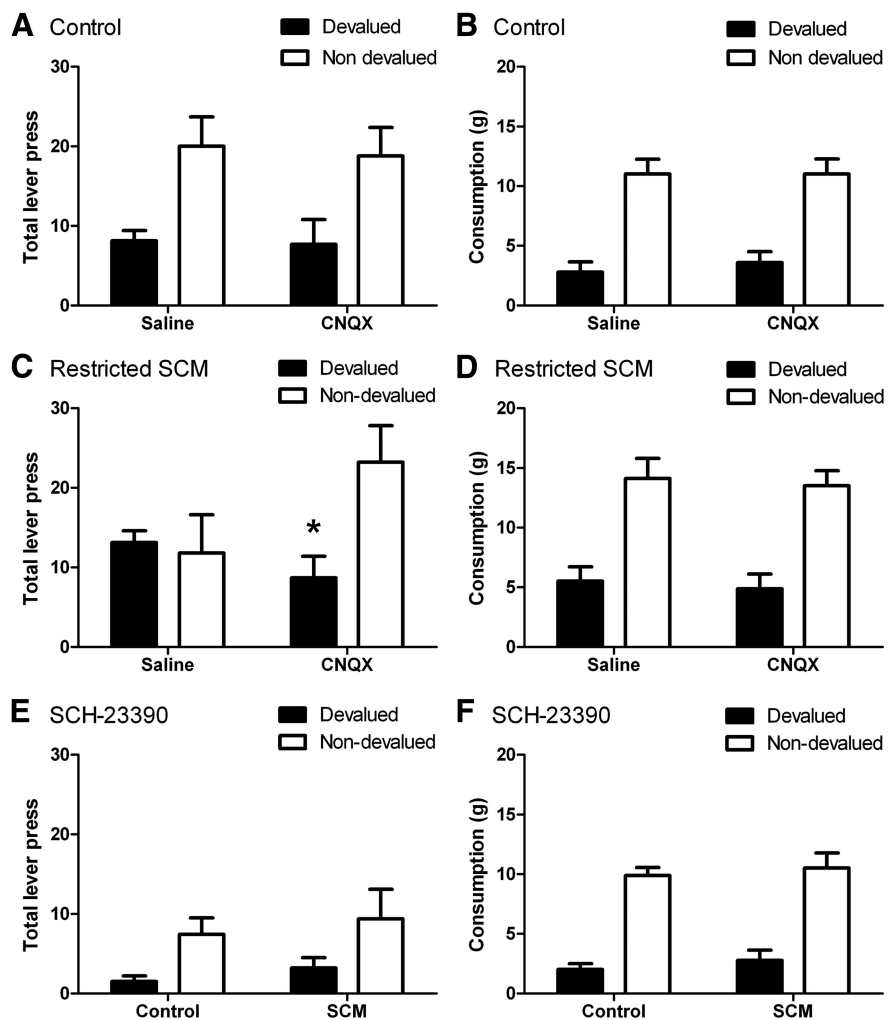 A Control
Devalued
Non devalued
30
20
10
0
Total lever press
Saline CNQX
B Control
Devalued
Non devalued
20
15
10
5
0
Consumption (g)
Saline CNQX
C Restricted SCM
Devalued
Non-devalued
30
20
10
0
Total lever press
*
Saline CNQX
D Restricted SCM
Devalued
Non-devalued
20
15
10
5
0
Consumption (g)
Saline CNQX
E SCH-23390
Devalued
Non-devalued
30
20
10
0
Total lever press
Control SCM
F SCH-23390
Devalued
Non-devalued
20
15
10
5
0
Consumption (g)
Control SCM